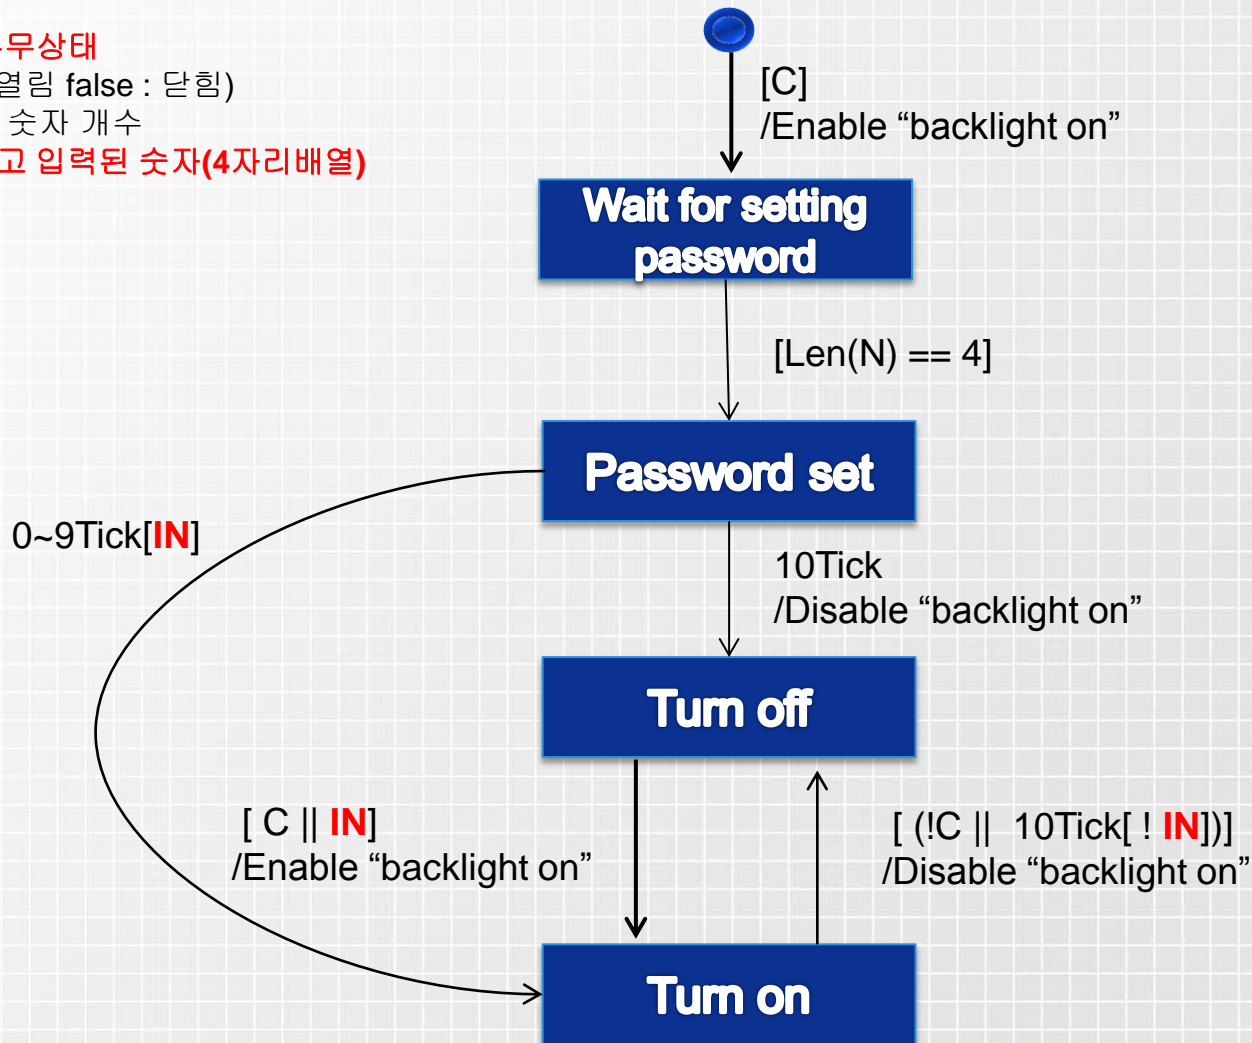 무상태
열림 false : 닫힘)
숫자 개수
고 입력된 숫자(4자리배열)
[C]
/Enable “backlight on”
Wait for setting
password
[Len(N) == 4]
Password set
0~9Tick[IN]
10Tick
/Disable “backlight on”
Turn off
[ C || IN]
/Enable “backlight on”
[ (!C || 10Tick[ ! IN])]
/Disable “backlight on”
Turn on